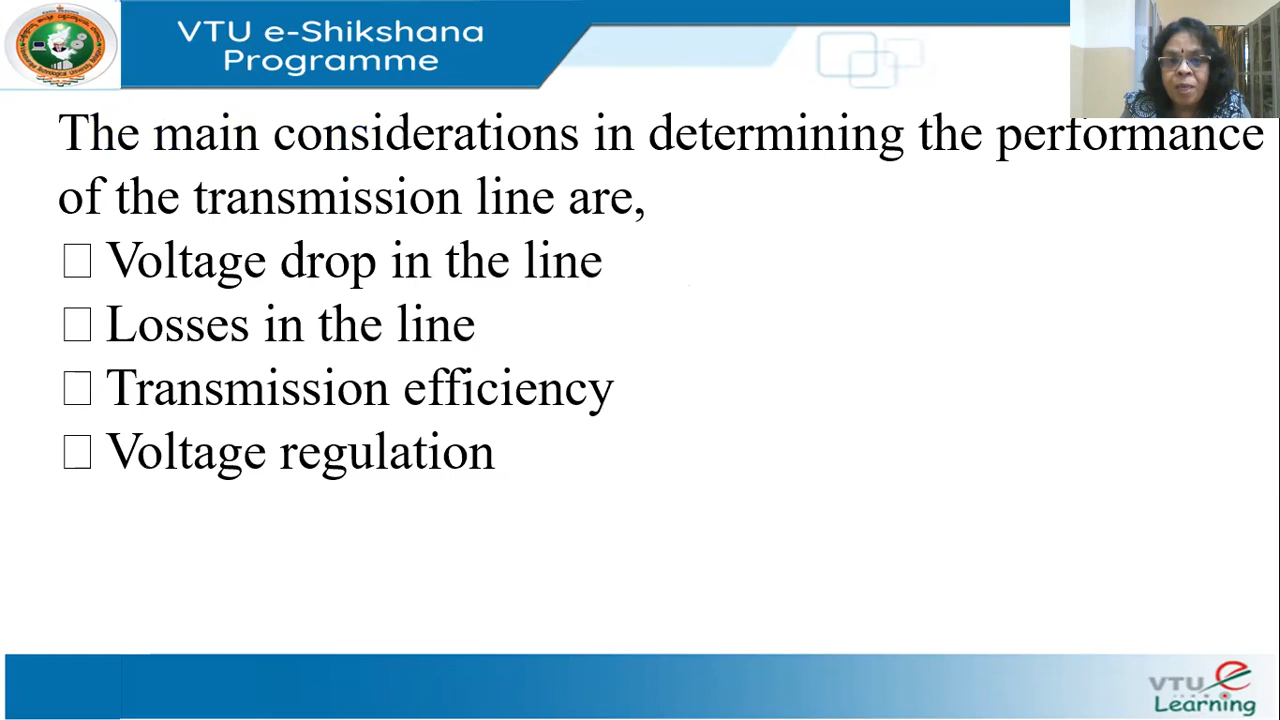 VTU e-Shikshana
Programme
The main considerations in determining the performance
of the transmission line are,
□ Voltage drop in the line
□ Losses in the line
□ Transmission efficiency
□ Voltage regulation
VTU e
Learning